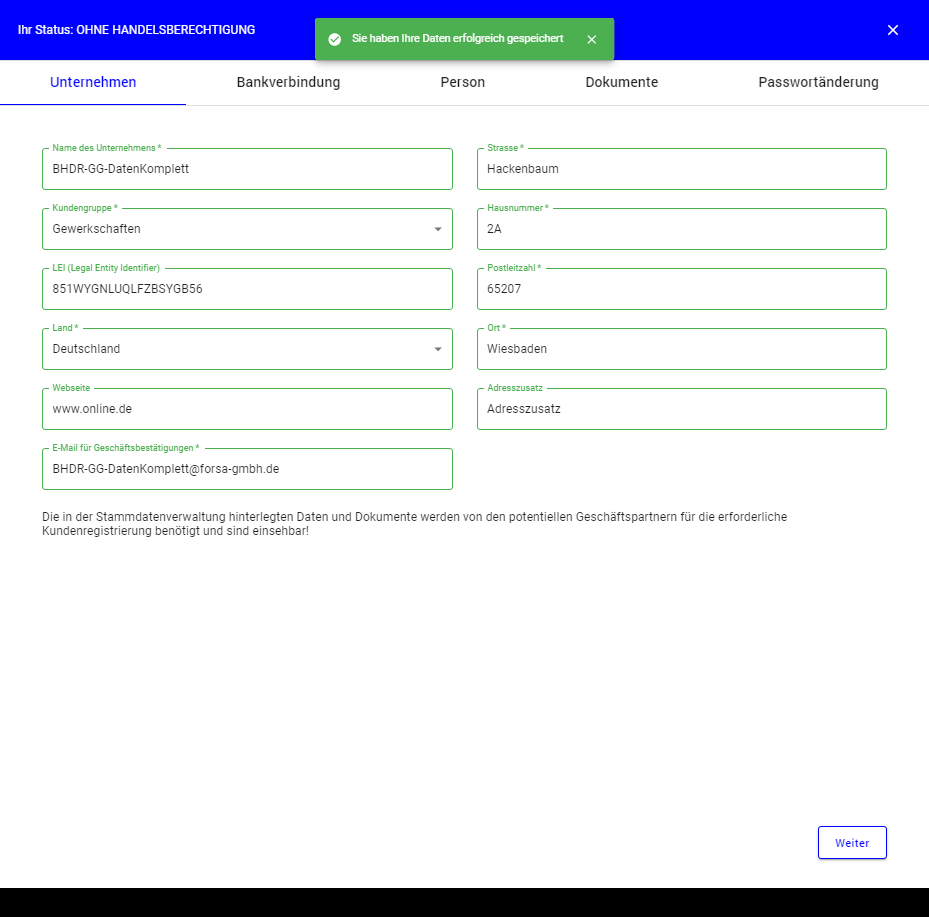 Ihr Status: OHNE HANDELSBERECHTIGUNG
Sie haben Ihre Daten erfolgreich gespeichert
Unternehmen
Bankverbindung
Person
Dokumente
Passwortänderung
Name des Unternehmens *
BHDR-GG-DatenKomplett
Strasse *
Hackenbaum
Kundengruppe *
Gewerkschaften
Hausnummer *
2A
LEI (Legal Entity Identifier)
851WYGNLUQLFZBSYGB56
Postleitzahl *
65207
Land *
Deutschland
Ort *
Wiesbaden
Webseite
www.online.de
Adresszusatz
Adresszusatz
E-Mail für Geschäftsbestätigungen *
BHDR-GG-DatenKomplett@forsa-gmbh.de
Die in der Stammdatenverwaltung hinterlegten Daten und Dokumente werden von den potentiellen Geschäftspartnern für die erforderliche
Kundenregistrierung benötigt und sind einsehbar!
Weiter